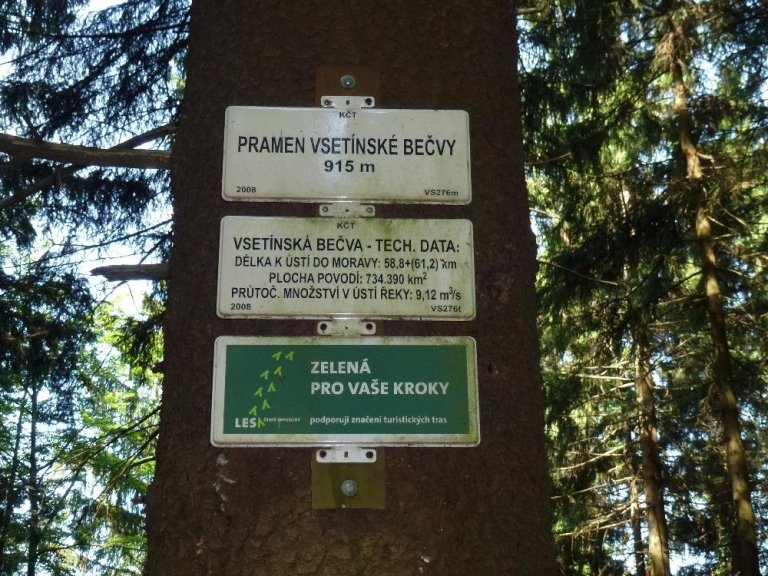 KČT
PRAMEN VSETÍNSKÉ BEČVY
915 m
2008 VS276m
KČT
VSETÍNSKÁ BEČVA - TECH. DATA:
DÉLKA K ÚSTÍ DO MORAVY: 58,8+(61,2) km
PLOCHA POVODÍ: 734.390 km²
PRŮTOČ. MNOŽSTVÍ V ÚSTÍ ŘEKY: 9,12 m³/s
2008 VS276t
ZELENÁ
PRO VAŠE KROKY
LESY ČESKÉ REPUBLIKY podporují značení turistických tras